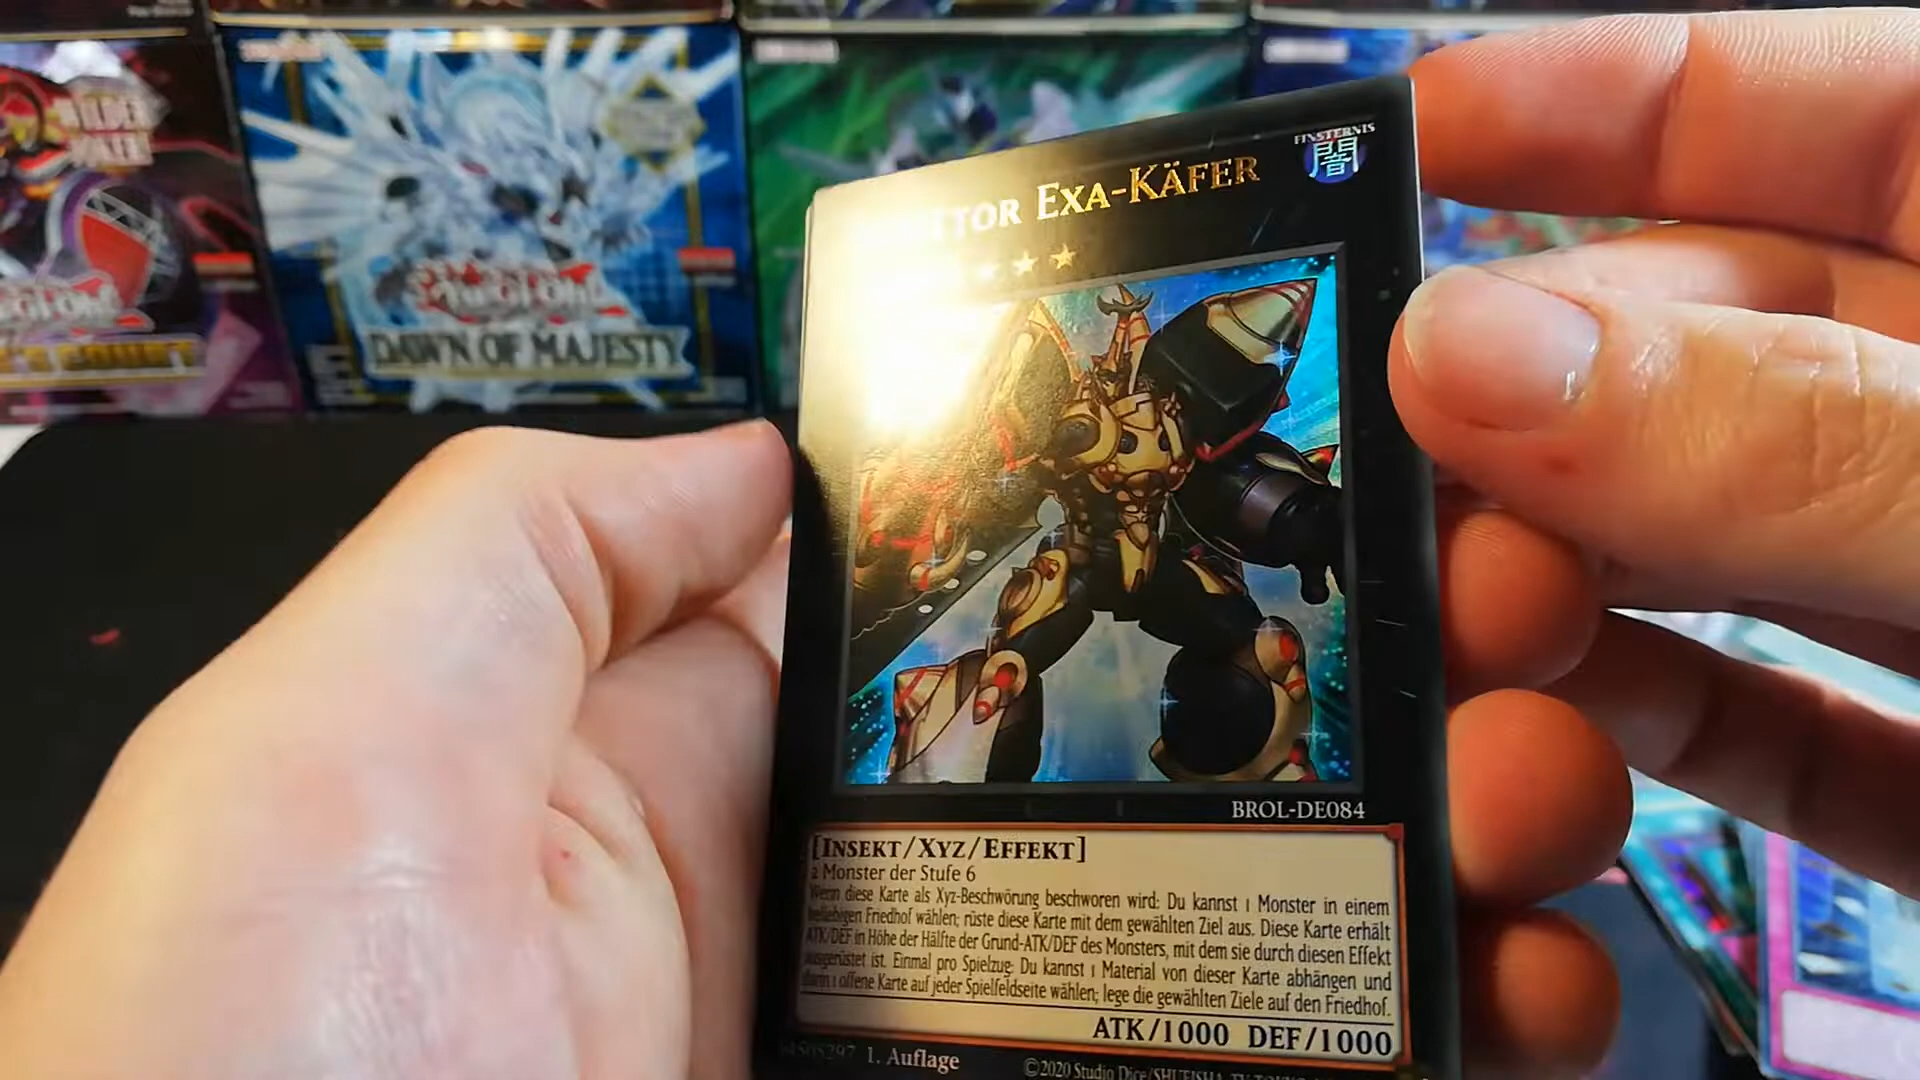 DAWN OF MAJESTY
EXA-KÄFER
FINSTERNIS
闇
BROL-DE084
[INSEKT/XYZ/EFFEKT]
2 Monster der Stufe 6
Wenn diese Karte als Xyz-Beschwörung beschworen wird: Du kannst 1 Monster in einem
beliebigen Friedhof wählen; rüste diese Karte mit dem gewählten Ziel aus. Diese Karte erhält
ATK/DEF in Höhe der Hälfte der Grund-ATK/DEF des Monsters, mit dem sie durch diesen Effekt
ausgerüstet ist. Einmal pro Spielzug: Du kannst 1 Material von dieser Karte abhängen und
dann 1 offene Karte auf jeder Spielfeldseite wählen; lege die gewählten Ziele auf den Friedhof.
ATK/1000 DEF/1000
1. Auflage
©2020 Studio Dice/SHUEISHA, TV TOKYO